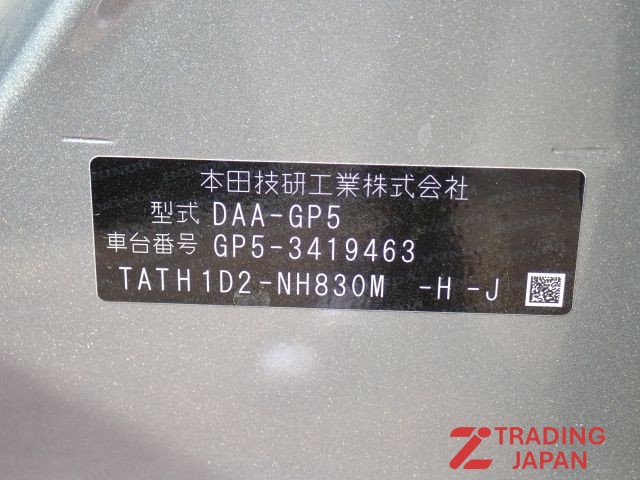 本田技研工業株式会社
型式 DAA-GP5
車台番号 GP5-3419463
TATH1D2-NH830M -H -J
TRADING
JAPAN